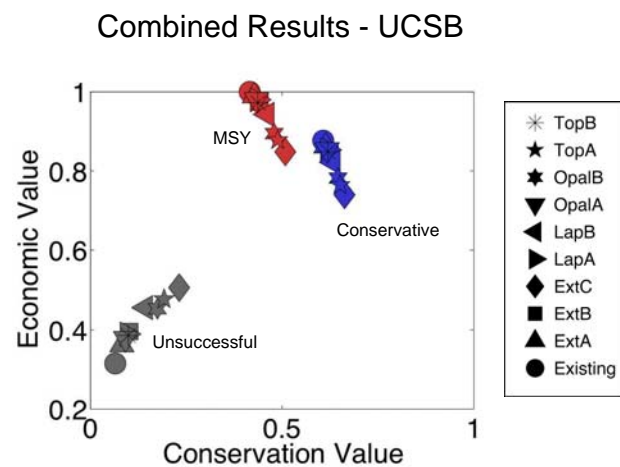 Combined Results - UCSB
1
0.8
0.6
0.4
0.2
0
0.5
1
Economic Value
Conservation Value
MSY
Conservative
Unsuccessful
TopB
TopA
OpalB
OpalA
LapB
LapA
ExtC
ExtB
ExtA
Existing